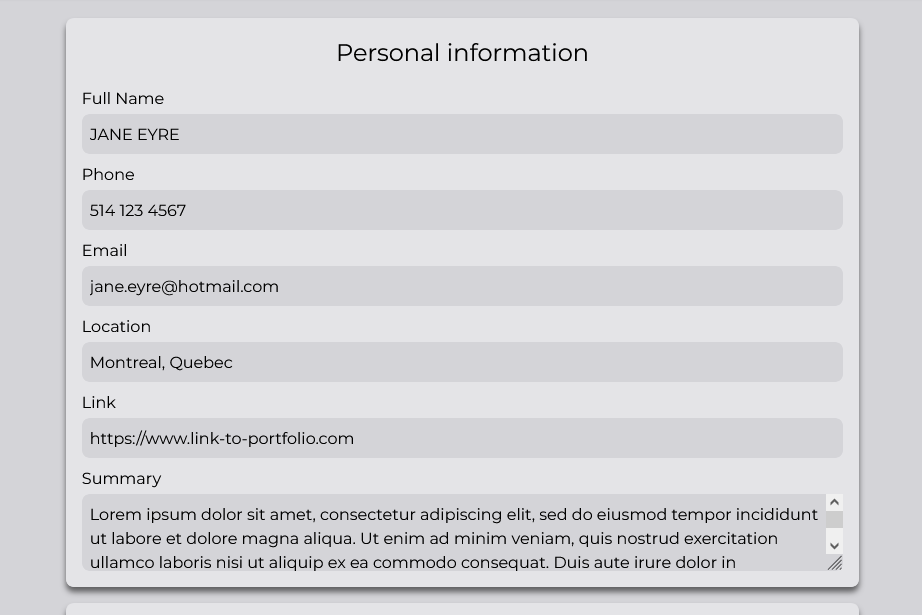 Personal information
Full Name
JANE EYRE
Phone
514 123 4567
Email
jane.eyre@hotmail.com
Location
Montreal, Quebec
Link
https://www.link-to-portfolio.com
Summary
Lorem ipsum dolor sit amet, consectetur adipiscing elit, sed do eiusmod tempor incididunt
ut labore et dolore magna aliqua. Ut enim ad minim veniam, quis nostrud exercitation
ullamco laboris nisi ut aliquip ex ea commodo consequat. Duis aute irure dolor in